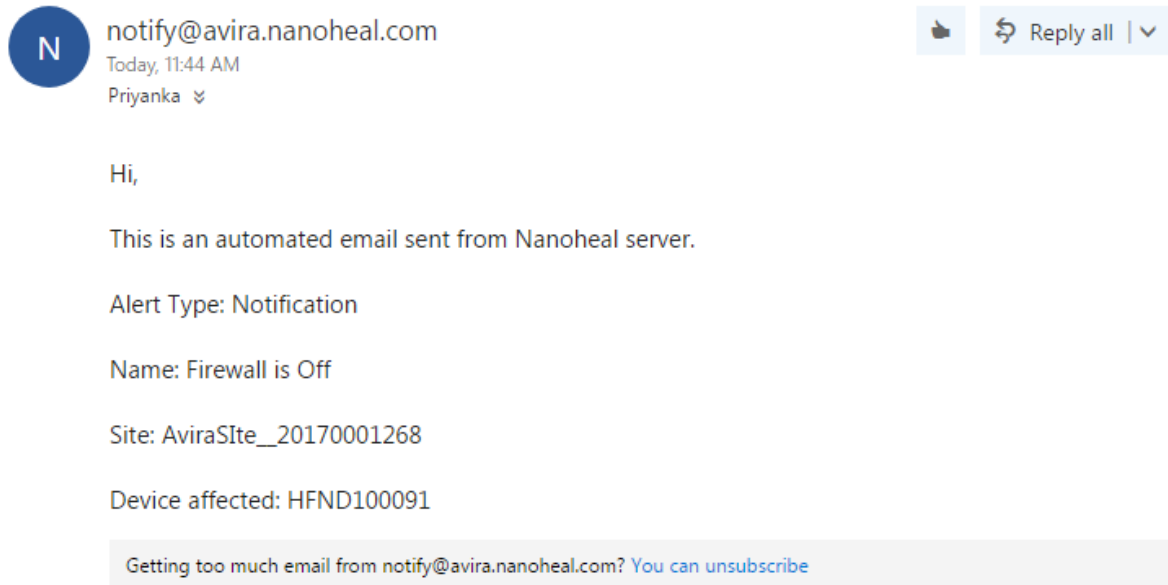 N
notify@avira.nanoheal.com
Reply all
Today, 11:44 AM
Priyanka
Hi,
This is an automated email sent from Nanoheal server.
Alert Type: Notification
Name: Firewall is Off
Site: AviraSIte__20170001268
Device affected: HFND100091
Getting too much email from notify@avira.nanoheal.com? You can unsubscribe